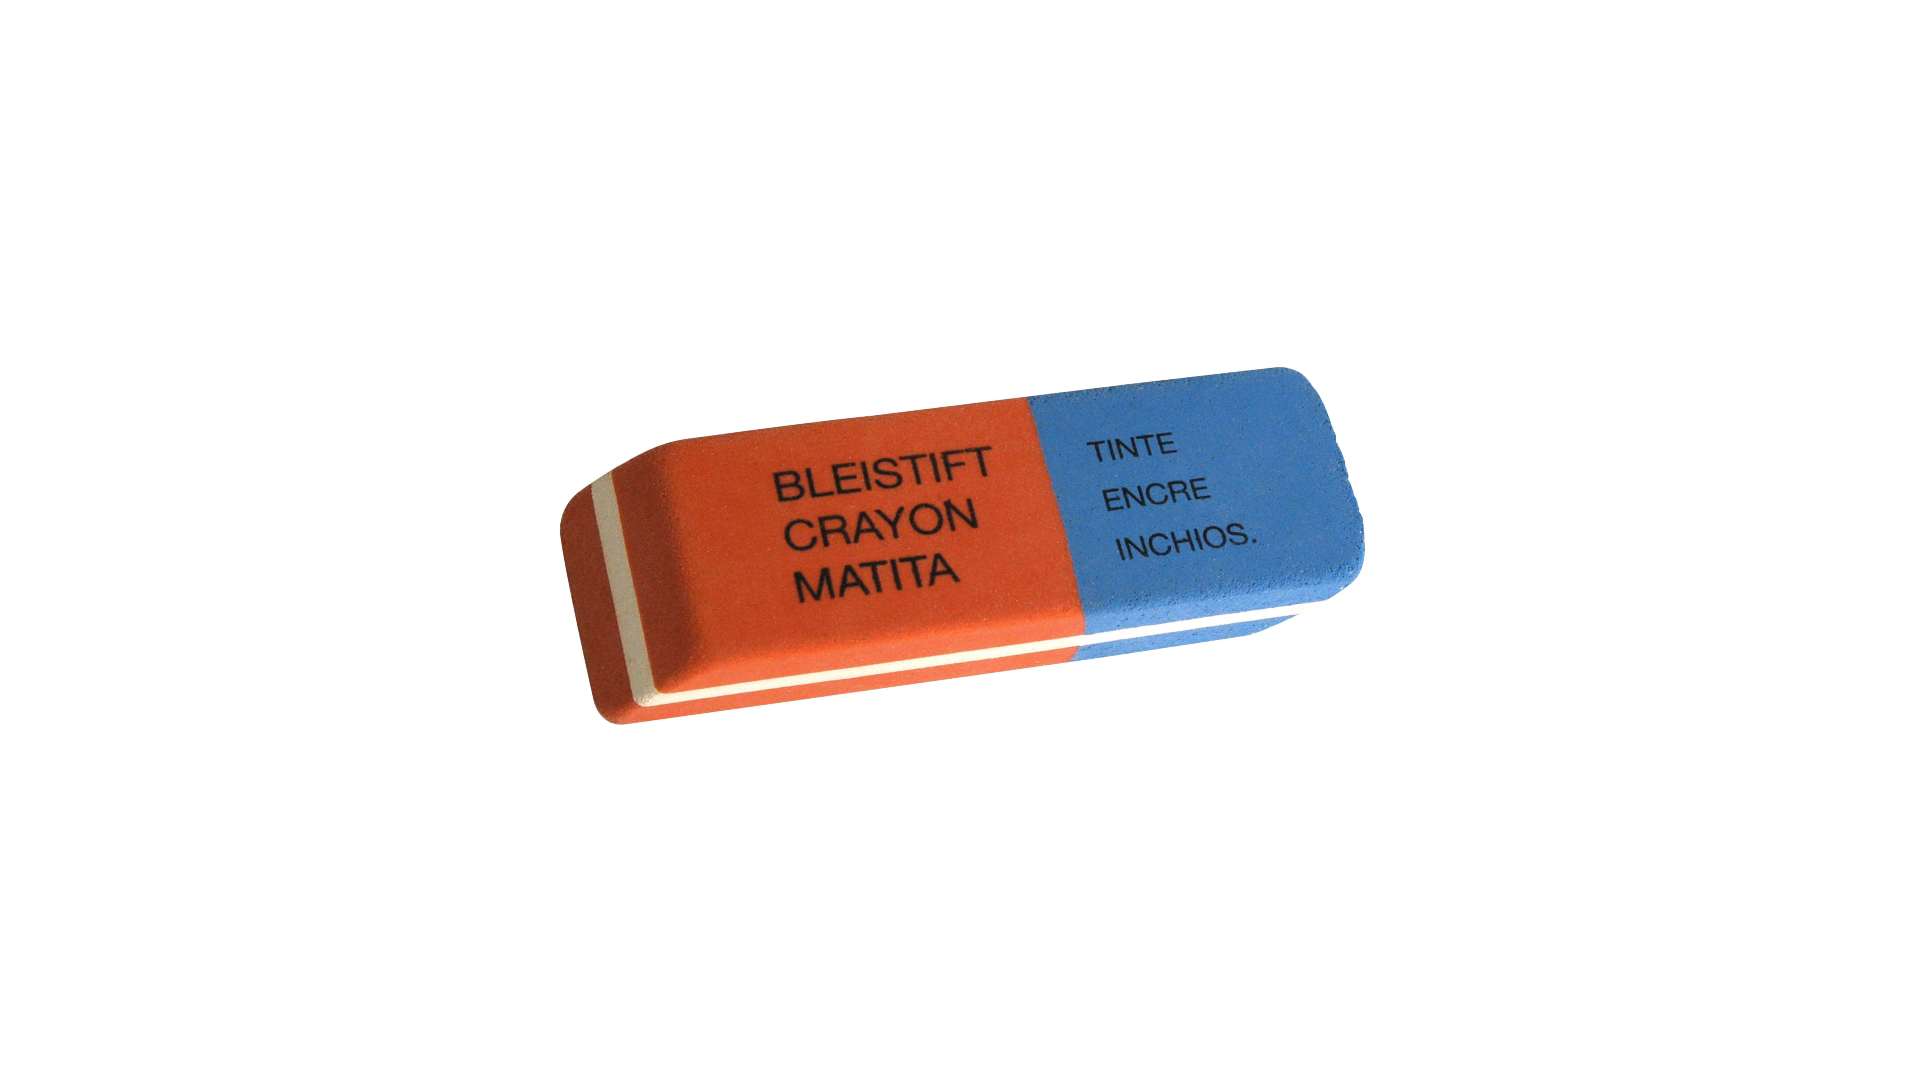 BLEISTIFT
CRAYON
MATITA
TINTE
ENCRE
INCHIOS.